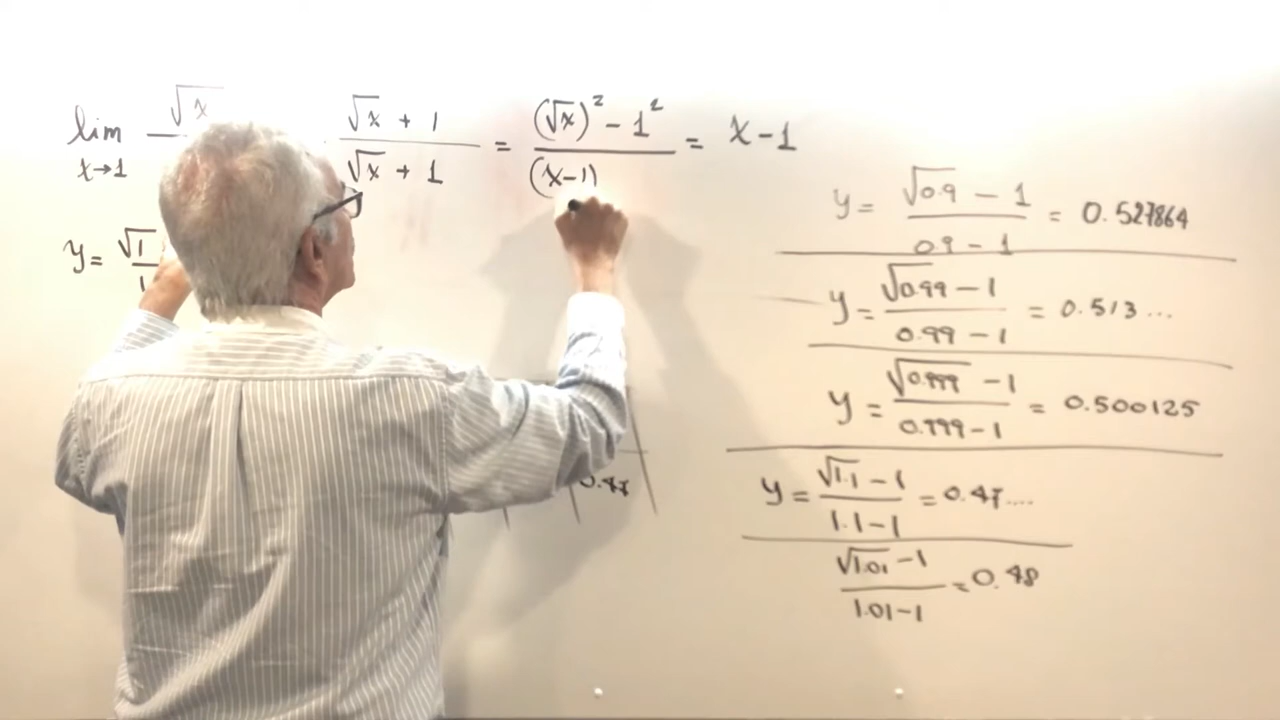 lim x→1 √x · (√x + 1)/(√x + 1) = ((√x)² - 1²)/(x-1) = x-1
y = √1
y = (√0.9 - 1)/(0.9 - 1) = 0.527864
y = (√0.99 - 1)/(0.99 - 1) = 0.513...
y = (√0.999 - 1)/(0.999 - 1) = 0.500125
y = (√1.1 - 1)/(1.1 - 1) = 0.47....
0.47
(√1.01 - 1)/(1.01 - 1) = 0.48